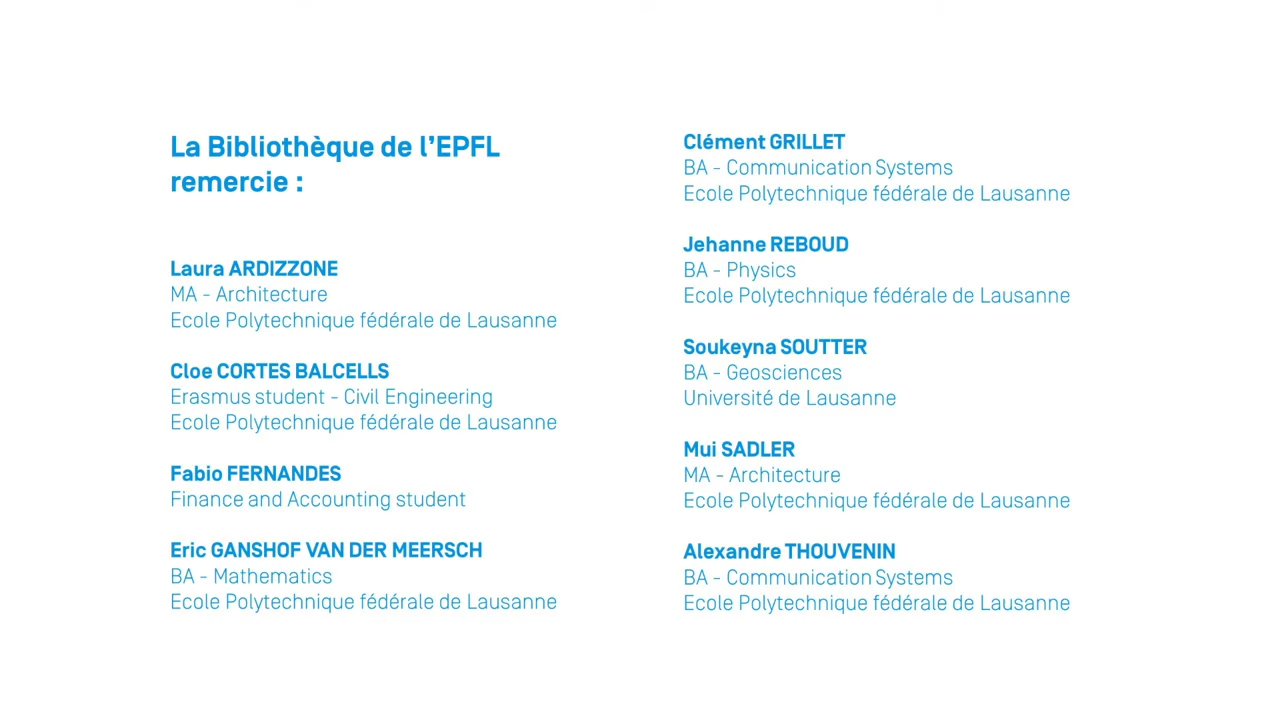 La Bibliothèque de l'EPFL
remercie :
Laura ARDIZZONE
MA - Architecture
Ecole Polytechnique fédérale de Lausanne
Cloe CORTES BALCELLS
Erasmus student - Civil Engineering
Ecole Polytechnique fédérale de Lausanne
Fabio FERNANDES
Finance and Accounting student
Eric GANSHOF VAN DER MEERSCH
BA - Mathematics
Ecole Polytechnique fédérale de Lausanne
Clément GRILLET
BA - Communication Systems
Ecole Polytechnique fédérale de Lausanne
Jehanne REBOUD
BA - Physics
Ecole Polytechnique fédérale de Lausanne
Soukeyna SOUTTER
BA - Geosciences
Université de Lausanne
Mui SADLER
MA - Architecture
Ecole Polytechnique fédérale de Lausanne
Alexandre THOUVENIN
BA - Communication Systems
Ecole Polytechnique fédérale de Lausanne